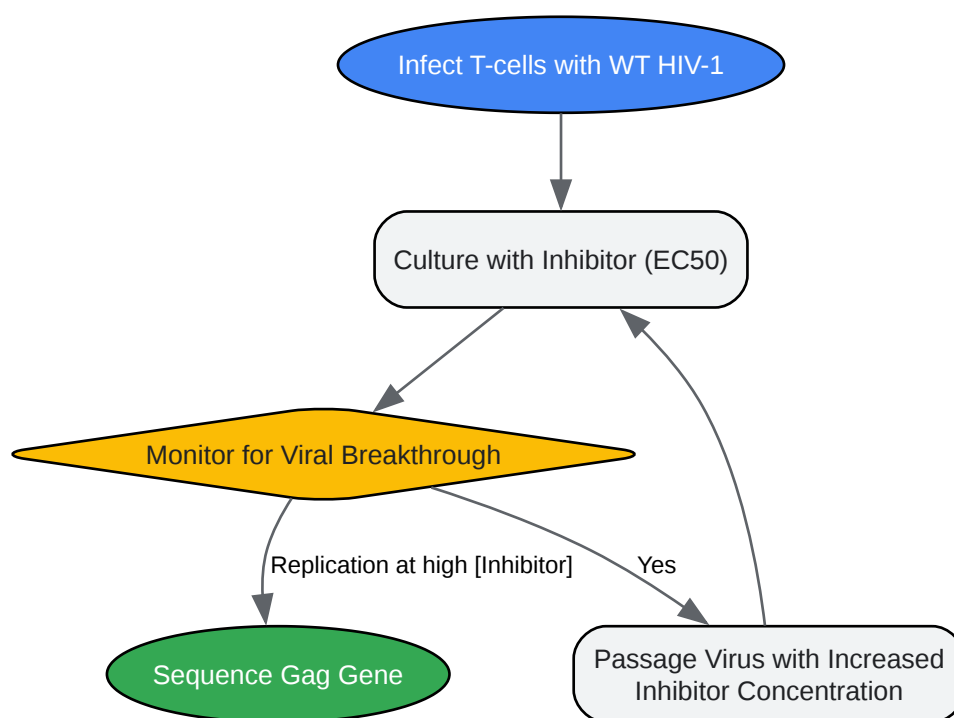 Infect T-cells with WT HIV-1
Culture with Inhibitor (EC50)
Monitor for Viral Breakthrough
Replication at high [Inhibitor]
Yes
Sequence Gag Gene
Passage Virus with Increased
Inhibitor Concentration